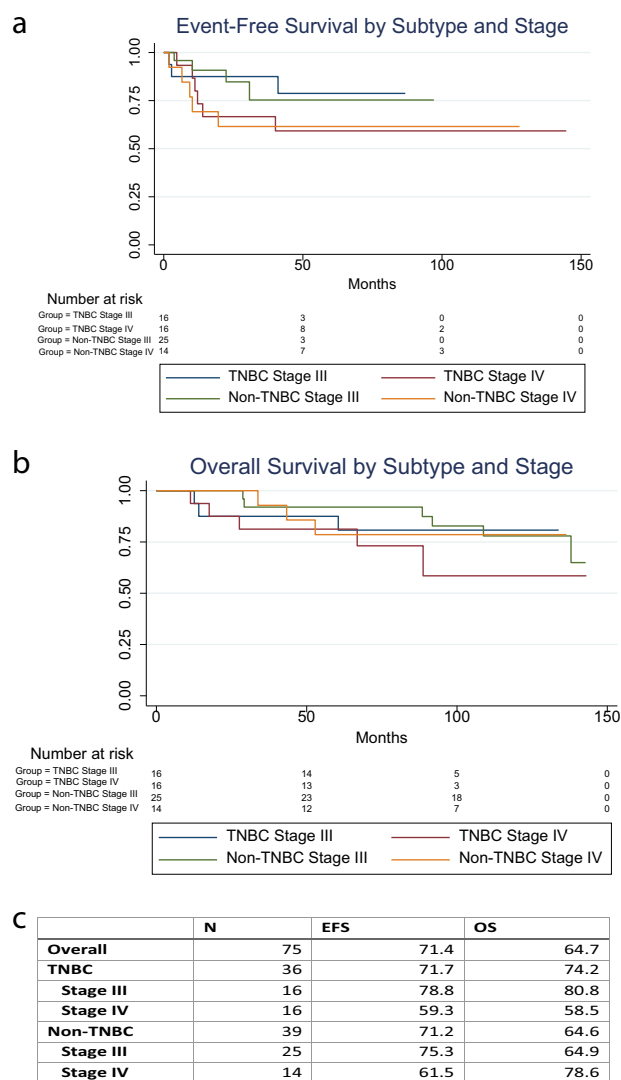 a
Event-Free Survival by Subtype and Stage
1.00
0.75
0.50
0.25
0.00
0 50 100 150
Months
Number at risk
Group = TNBC Stage III 16 3 0 0
Group = TNBC Stage IV 16 8 2 0
Group = Non-TNBC Stage III 25 3 0 0
Group = Non-TNBC Stage IV 14 7 3 0
TNBC Stage III TNBC Stage IV
Non-TNBC Stage III Non-TNBC Stage IV
b
Overall Survival by Subtype and Stage
1.00
0.75
0.50
0.25
0.00
0 50 100 150
Months
Number at risk
Group = TNBC Stage III 16 14 5 0
Group = TNBC Stage IV 16 13 3 0
Group = Non-TNBC Stage III 25 23 18 0
Group = Non-TNBC Stage IV 14 12 7 0
TNBC Stage III TNBC Stage IV
Non-TNBC Stage III Non-TNBC Stage IV
c
N EFS OS
Overall 75 71.4 64.7
TNBC 36 71.7 74.2
Stage III 16 78.8 80.8
Stage IV 16 59.3 58.5
Non-TNBC 39 71.2 64.6
Stage III 25 75.3 64.9
Stage IV 14 61.5 78.6